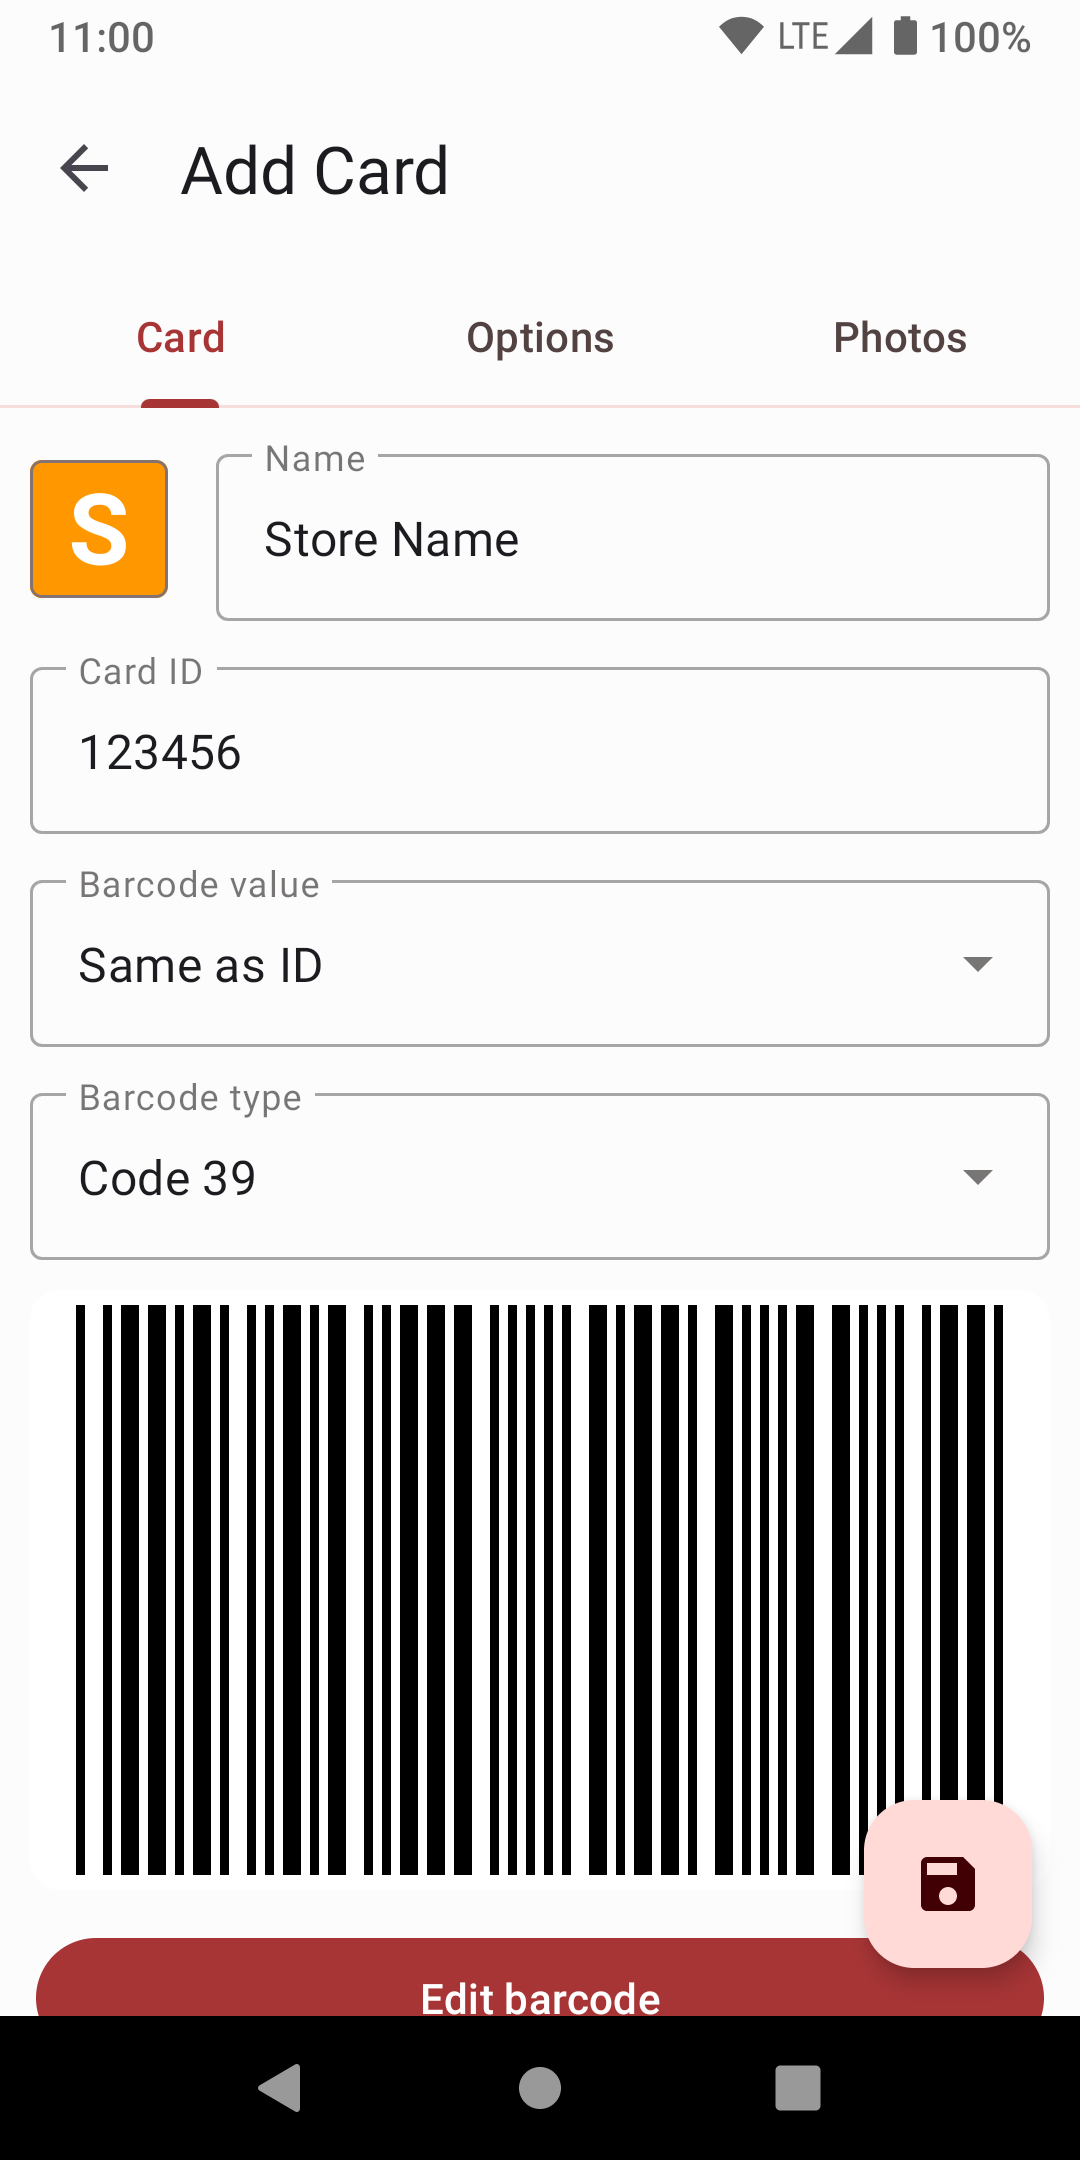 11:00 LTE 100%
Add Card
Card Options Photos
S
Name
Store Name
Card ID
123456
Barcode value
Same as ID
Barcode type
Code 39
Edit barcode